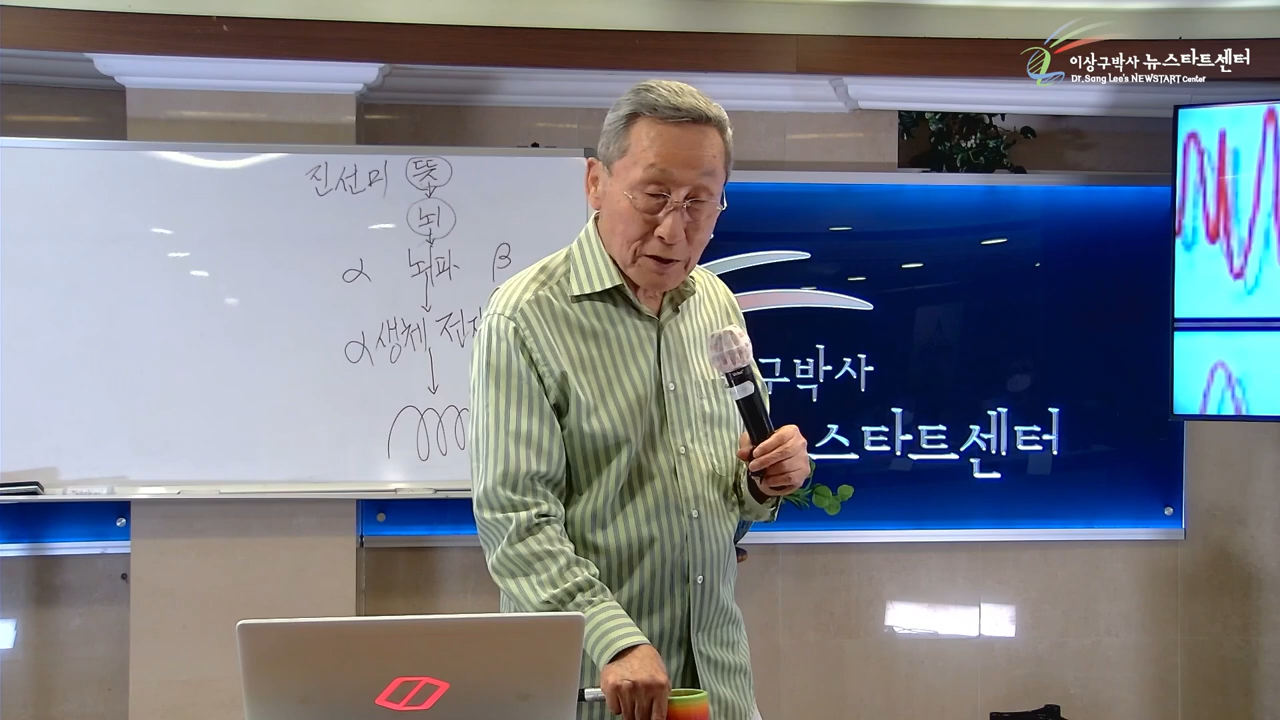 이상구박사 뉴스타트센터
Dr.Sang Lee's NEWSTART Center
진선미 뜻
뇌
α 뇌파 β
α생체 전
구박사
스타트센터